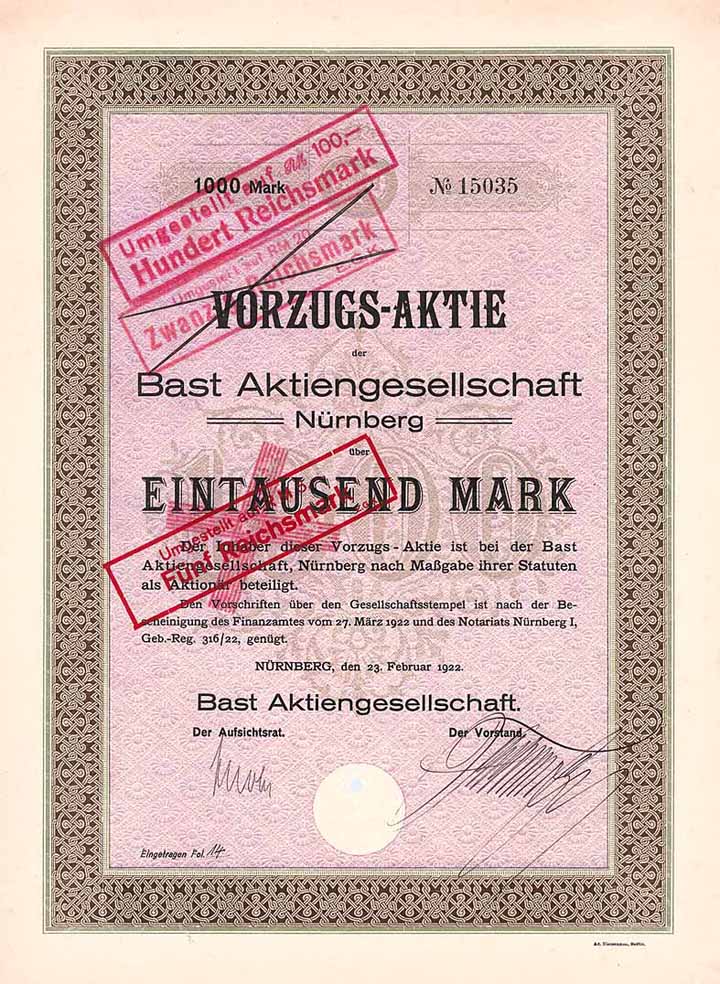 1000 Mark
№ 15035
Umgestellt auf RM 100,—
Hundert Reichsmark
Umgestellt auf RM 20
Reichsmark
VORZUGS-AKTIE
der
Bast Aktiengesellschaft
Nürnberg
über
EINTAUSEND MARK
Umgestellt
Fünf Reichsmark
Der Inhaber dieser Vorzugs-Aktie ist bei der Bast
Aktiengesellschaft, Nürnberg nach Maßgabe ihrer Statuten
als Aktionär beteiligt.
Den Vorschriften über den Gesellschaftsstempel ist nach der Be-
scheinigung des Finanzamtes vom 27. März 1922 und des Notariats Nürnberg I,
Geb.-Reg. 316/22, genügt.
NÜRNBERG, den 23. Februar 1922.
Bast Aktiengesellschaft.
Der Aufsichtsrat.
Der Vorstand.
Eingetragen Fol. 14